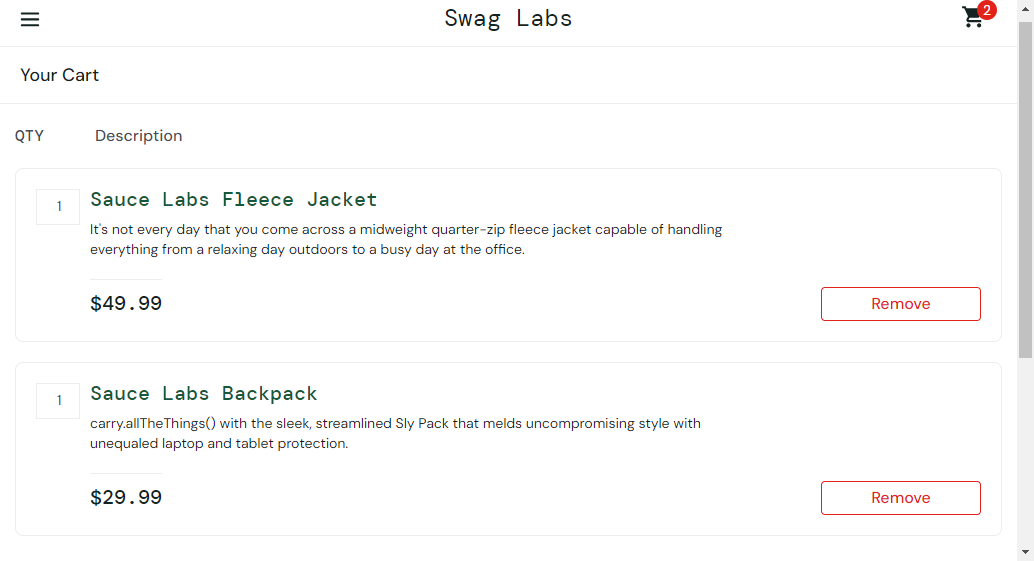 Swag Labs
2
Your Cart
QTY Description
1
Sauce Labs Fleece Jacket
It's not every day that you come across a midweight quarter-zip fleece jacket capable of handling
everything from a relaxing day outdoors to a busy day at the office.
$49.99
Remove
1
Sauce Labs Backpack
carry.allTheThings() with the sleek, streamlined Sly Pack that melds uncompromising style with
unequaled laptop and tablet protection.
$29.99
Remove